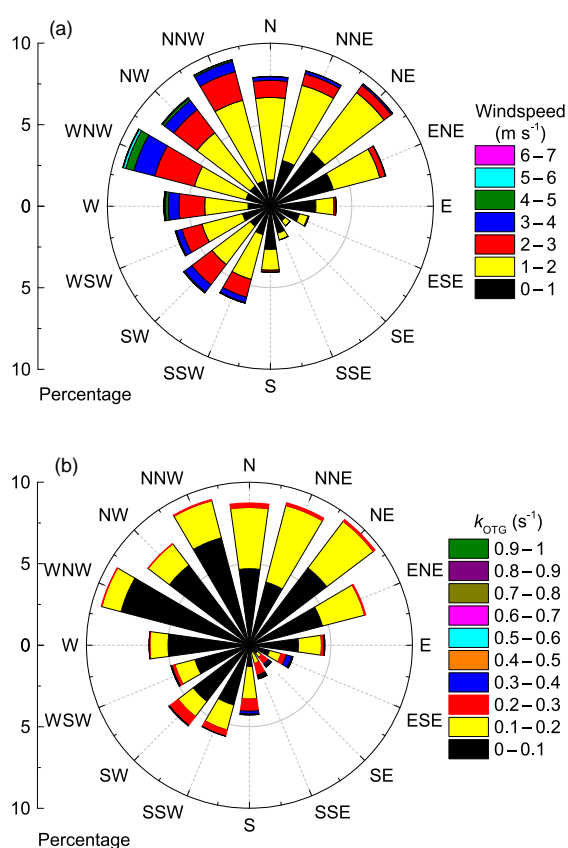 (a)
N
NNE
NE
ENE
E
ESE
SE
SSE
S
SSW
SW
WSW
W
WNW
NW
NNW
10
5
0
5
10
Percentage
Windspeed
(m s⁻¹)
6–7
5–6
4–5
3–4
2–3
1–2
0–1
(b)
N
NNE
NE
ENE
E
ESE
SE
SSE
S
SSW
SW
WSW
W
WNW
NW
NNW
10
5
0
5
10
Percentage
k_OTG (s⁻¹)
0.9–1
0.8–0.9
0.7–0.8
0.6–0.7
0.5–0.6
0.4–0.5
0.3–0.4
0.2–0.3
0.1–0.2
0–0.1